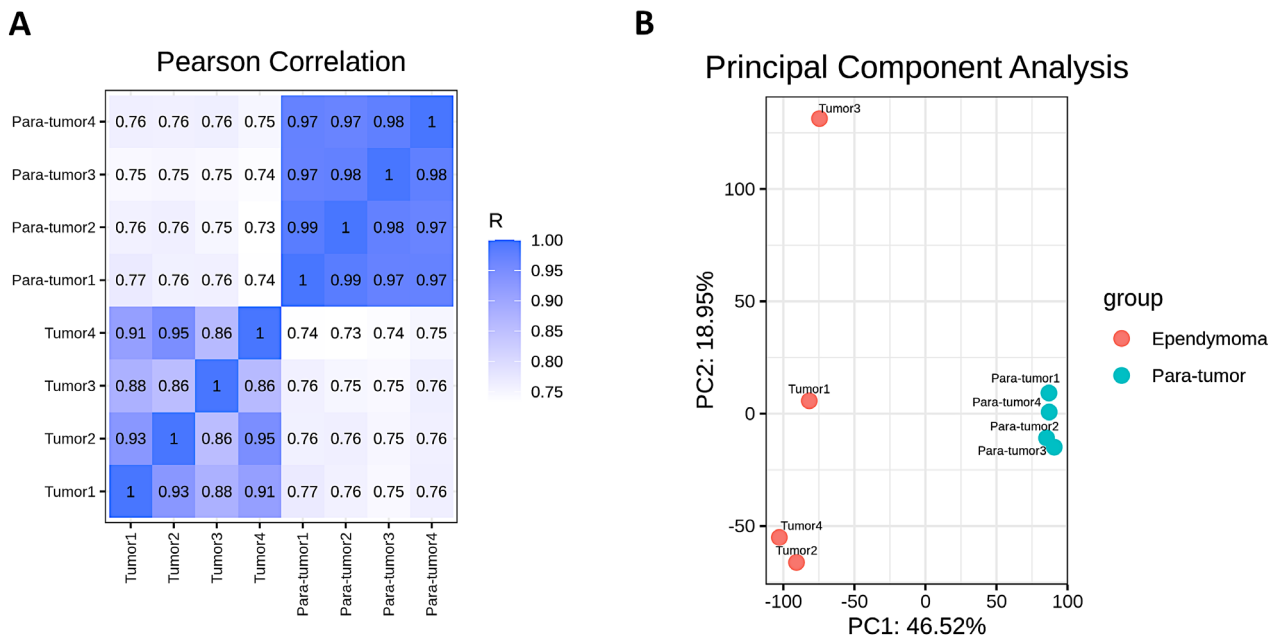 A
Pearson Correlation
Para-tumor4 0.76 0.76 0.76 0.75 0.97 0.97 0.98 1
Para-tumor3 0.75 0.75 0.75 0.74 0.97 0.98 1 0.98
Para-tumor2 0.76 0.76 0.75 0.73 0.99 1 0.98 0.97
Para-tumor1 0.77 0.76 0.76 0.74 1 0.99 0.97 0.97
Tumor4 0.91 0.95 0.86 1 0.74 0.73 0.74 0.75
Tumor3 0.88 0.86 1 0.86 0.76 0.75 0.75 0.76
Tumor2 0.93 1 0.86 0.95 0.76 0.76 0.75 0.76
Tumor1 1 0.93 0.88 0.91 0.77 0.76 0.75 0.76
Tumor1 Tumor2 Tumor3 Tumor4 Para-tumor1 Para-tumor2 Para-tumor3 Para-tumor4
R
1.00
0.95
0.90
0.85
0.80
0.75
B
Principal Component Analysis
PC2: 18.95%
100
50
0
-50
Tumor3
Tumor1
Para-tumor1
Para-tumor4
Para-tumor2
Para-tumor3
Tumor4
Tumor2
-100 -50 0 50 100
PC1: 46.52%
group
Ependymoma
Para-tumor